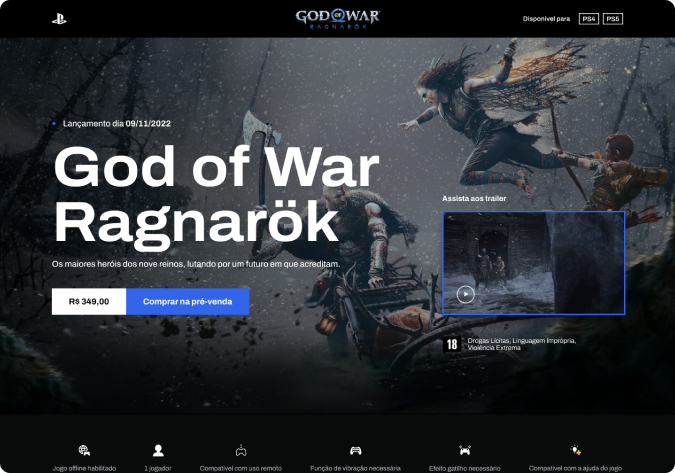 GOD OF WAR
RAGNARÖK
Disponível para
PS4
PS5
Lançamento dia 09/11/2022
God of War
Ragnarök
Os maiores heróis dos nove reinos, lutando por um futuro em que acreditam.
R$ 349,00
Comprar na pré-venda
Assista aos trailer
18
Drogas Lícitas, Linguagem Imprópria,
Violência Extrema
Jogo offline habilitado
1 jogador
Compatível com uso remoto
Função de vibração necessária
Efeito gatilho necessário
Compatível com a ajuda do jogo